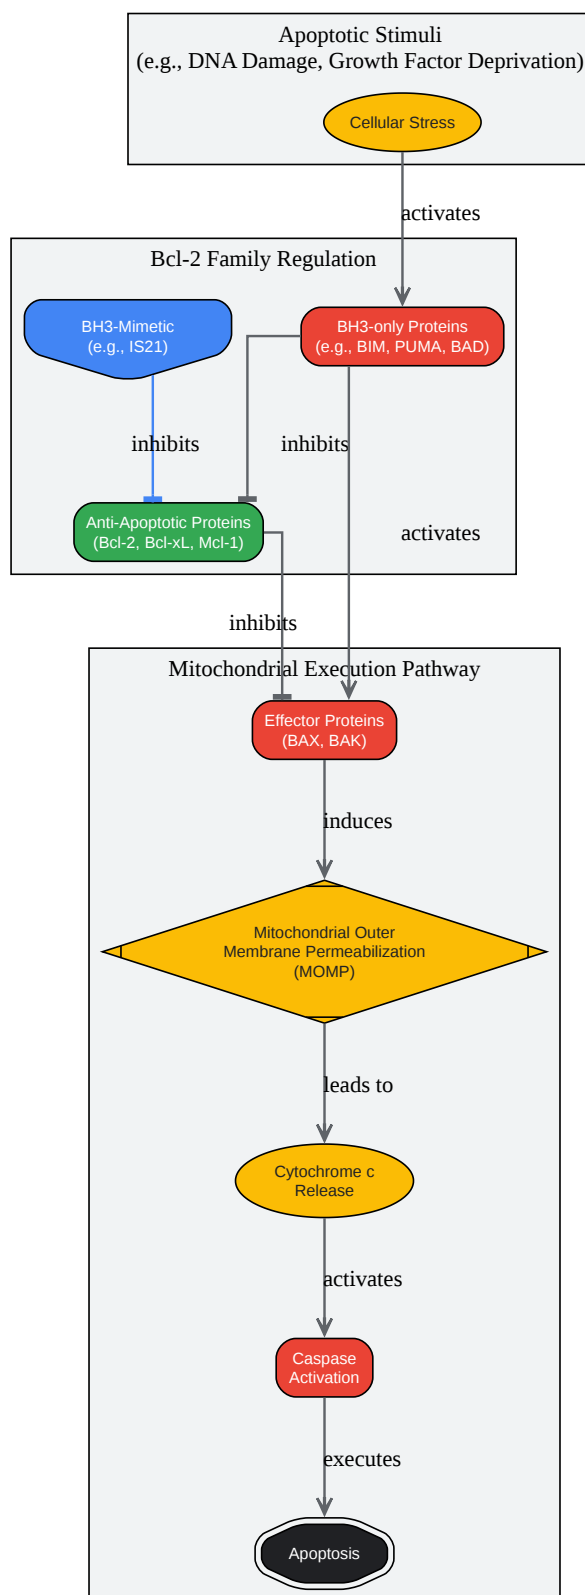 Apoptotic Stimuli
(e.g., DNA Damage, Growth Factor Deprivation)
Cellular Stress
activates
Bcl-2 Family Regulation
BH3-Mimetic
(e.g., IS21)
BH3-only Proteins
(e.g., BIM, PUMA, BAD)
inhibits
inhibits
Anti-Apoptotic Proteins
(Bcl-2, Bcl-xL, Mcl-1)
activates
inhibits
Mitochondrial Execution Pathway
Effector Proteins
(BAX, BAK)
induces
Mitochondrial Outer
Membrane Permeabilization
(MOMP)
leads to
Cytochrome c
Release
activates
Caspase
Activation
executes
Apoptosis